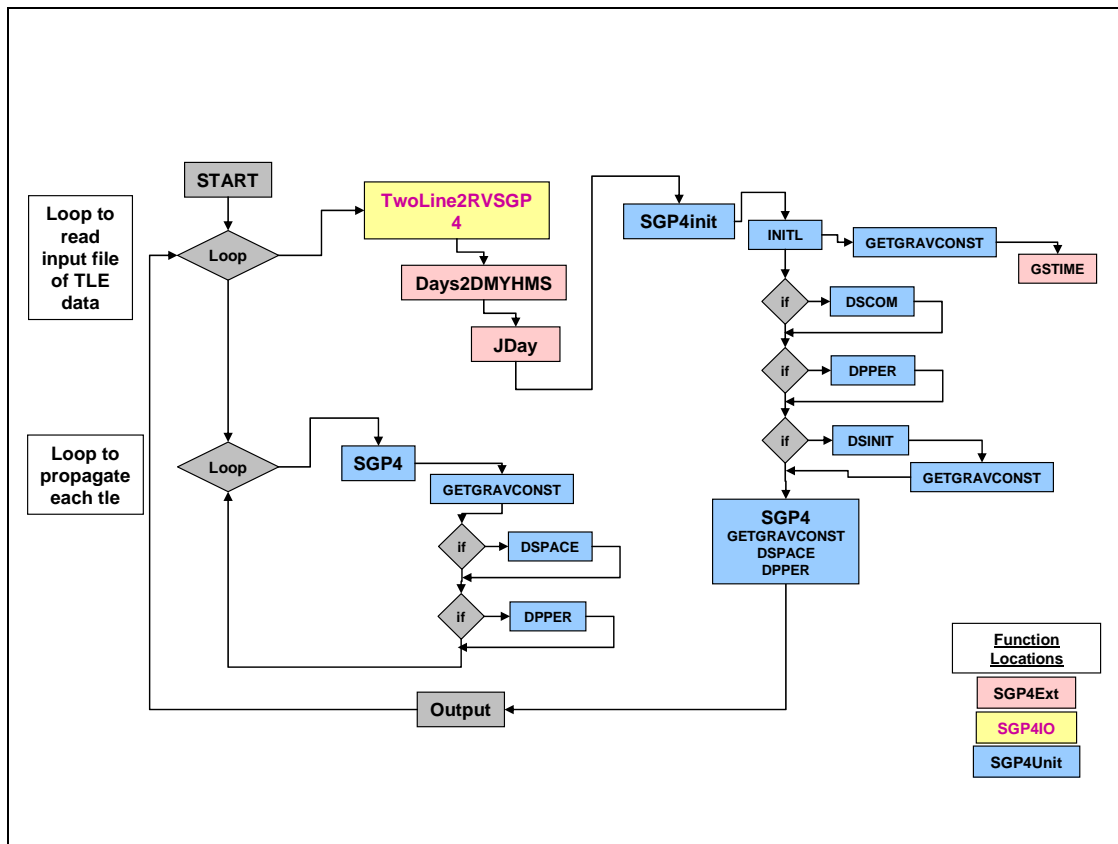 START
Loop to
read
input file
of TLE
data
Loop
TwoLine2RVSGP
4
Days2DMYHMS
JDay
SGP4init
INITL
GETGRAVCONST
GSTIME
if
DSCOM
if
DPPER
if
DSINIT
GETGRAVCONST
SGP4
GETGRAVCONST
DSPACE
DPPER
Loop to
propagate
each tle
Loop
SGP4
GETGRAVCONST
if
DSPACE
if
DPPER
Output
Function
Locations
SGP4Ext
SGP4IO
SGP4Unit